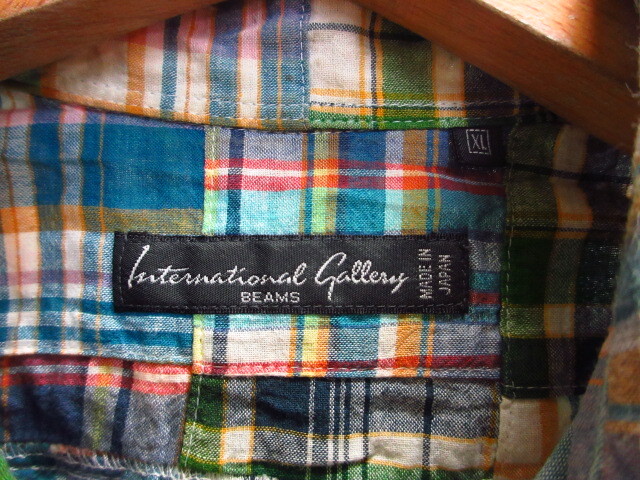 XL
International Gallery
BEAMS
MADE IN
JAPAN